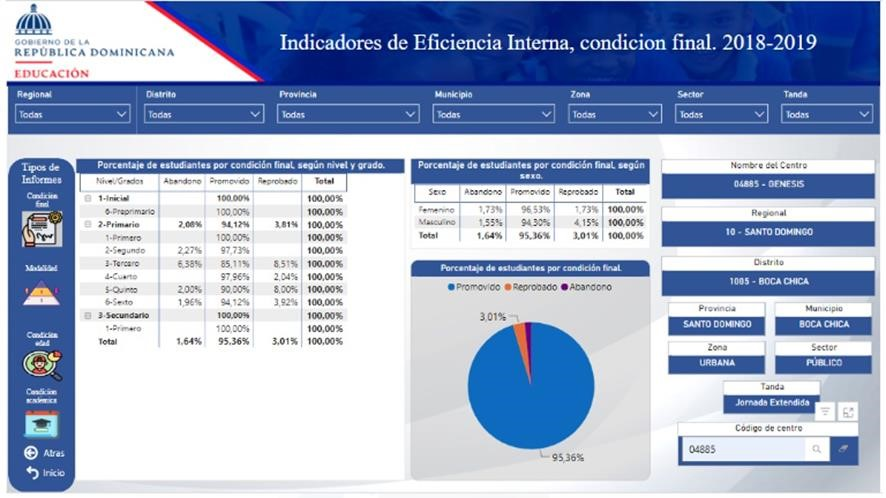 GOBIERNO DE LA
REPÚBLICA DOMINICANA
EDUCACIÓN
Indicadores de Eficiencia Interna, condicion final. 2018-2019
Regional Distrito Provincia Municipio Zona Sector Tanda
Todas Todas Todas Todas Todas Todas Todas
Tipos de
Informes
Condición
final
Modalidad
Condición
edad
Condición
académica
Atras
Inicio
Porcentaje de estudiantes por condición final, según nivel y grado.
Nivel/Grados Abandono Promovido Reprobado Total
1-Inicial 100,00% 100,00%
6-Preprimario 100,00% 100,00%
2-Primario 2,08% 94,12% 3,81% 100,00%
1-Primero 100,00% 100,00%
2-Segundo 2,27% 97,73% 100,00%
3-Tercero 6,38% 85,11% 8,51% 100,00%
4-Cuarto 97,96% 2,04% 100,00%
5-Quinto 2,00% 90,00% 8,00% 100,00%
6-Sexto 1,96% 94,12% 3,92% 100,00%
3-Secundario 100,00% 100,00%
1-Primero 100,00% 100,00%
Total 1,64% 95,36% 3,01% 100,00%
Porcentaje de estudiantes por condición final, según
sexo.
Sexo Abandono Promovido Reprobado Total
Femenino 1,73% 96,53% 1,73% 100,00%
Masculino 1,55% 94,30% 4,15% 100,00%
Total 1,64% 95,36% 3,01% 100,00%
Porcentaje de estudiantes por condición final.
Promovido Reprobado Abandono
3,01%
95,36%
Nombre del Centro
04885 - GENESIS
Regional
10 - SANTO DOMINGO
Distrito
1005 - BOCA CHICA
Provincia Municipio
SANTO DOMINGO BOCA CHICA
Zona Sector
URBANA PÚBLICO
Tanda
Jornada Extendida
Código de centro
04885